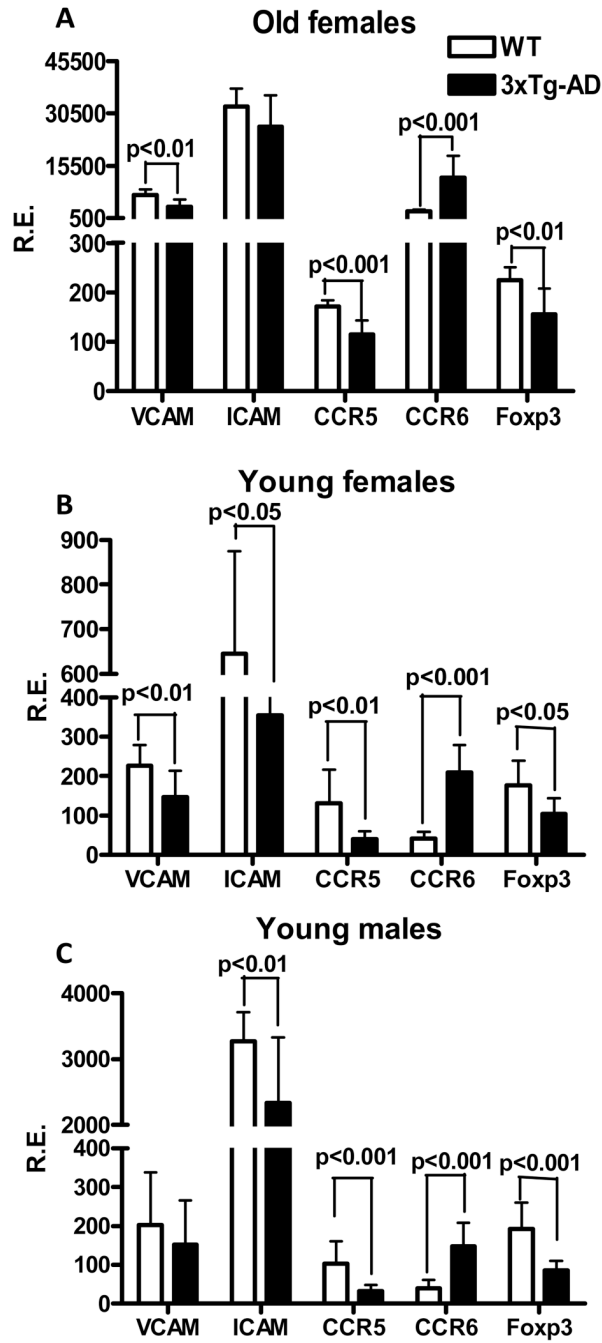 A
Old females
WT
3xTg-AD
45500
30500
15500
500
300
200
100
0
R.E.
p<0.01
p<0.001
p<0.001
p<0.01
VCAM ICAM CCR5 CCR6 Foxp3
B
Young females
900
800
700
600
400
300
200
100
0
R.E.
p<0.01
p<0.05
p<0.01
p<0.001
p<0.05
VCAM ICAM CCR5 CCR6 Foxp3
C
Young males
4000
3000
2000
400
300
200
100
0
R.E.
p<0.01
p<0.001
p<0.001
p<0.001
VCAM ICAM CCR5 CCR6 Foxp3